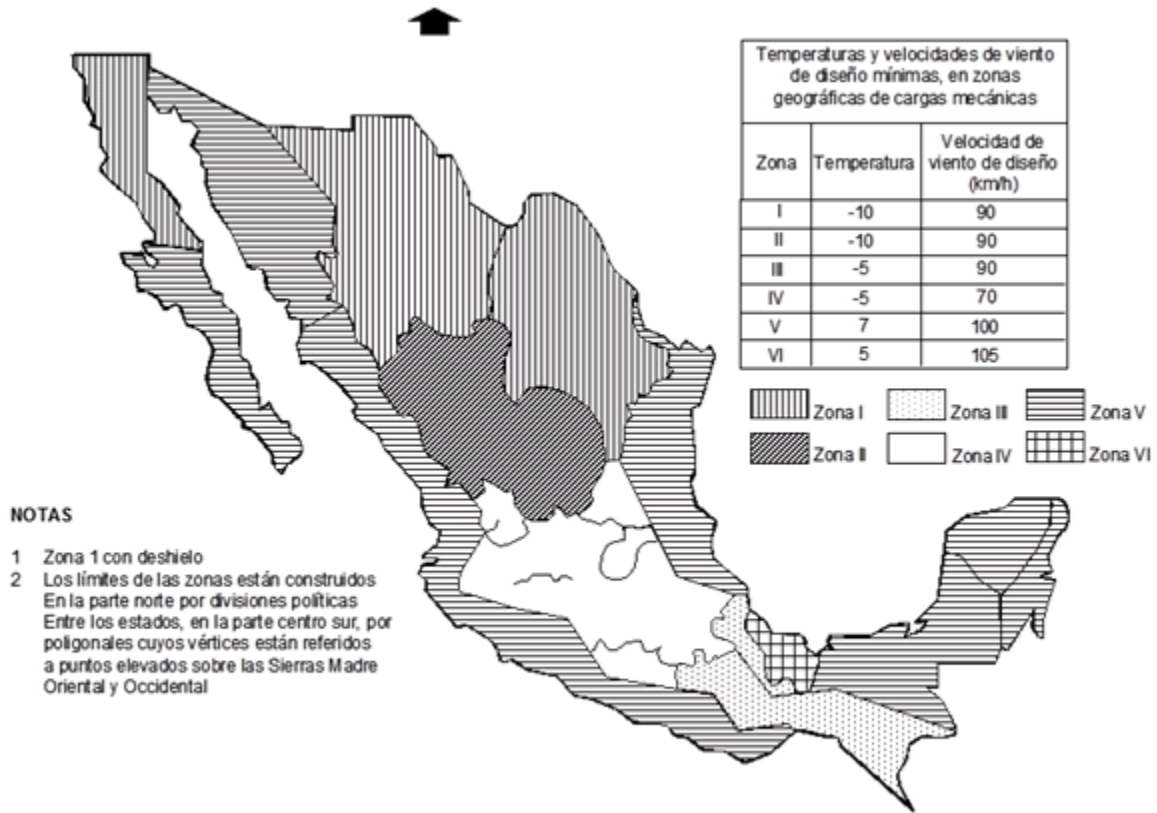 Temperaturas y velocidades de viento
de diseño mínimas, en zonas
geográficas de cargas mecánicas
Zona Temperatura Velocidad de
viento de diseño
(km/h)
I -10 90
II -10 90
III -5 90
IV -5 70
V 7 100
VI 5 105
Zona I Zona III Zona V
Zona II Zona IV Zona VI
NOTAS
1 Zona 1 con deshielo
2 Los límites de las zonas están construidos
En la parte norte por divisiones políticas
Entre los estados, en la parte centro sur, por
poligonales cuyos vértices están referidos
a puntos elevados sobre las Sierras Madre
Oriental y Occidental